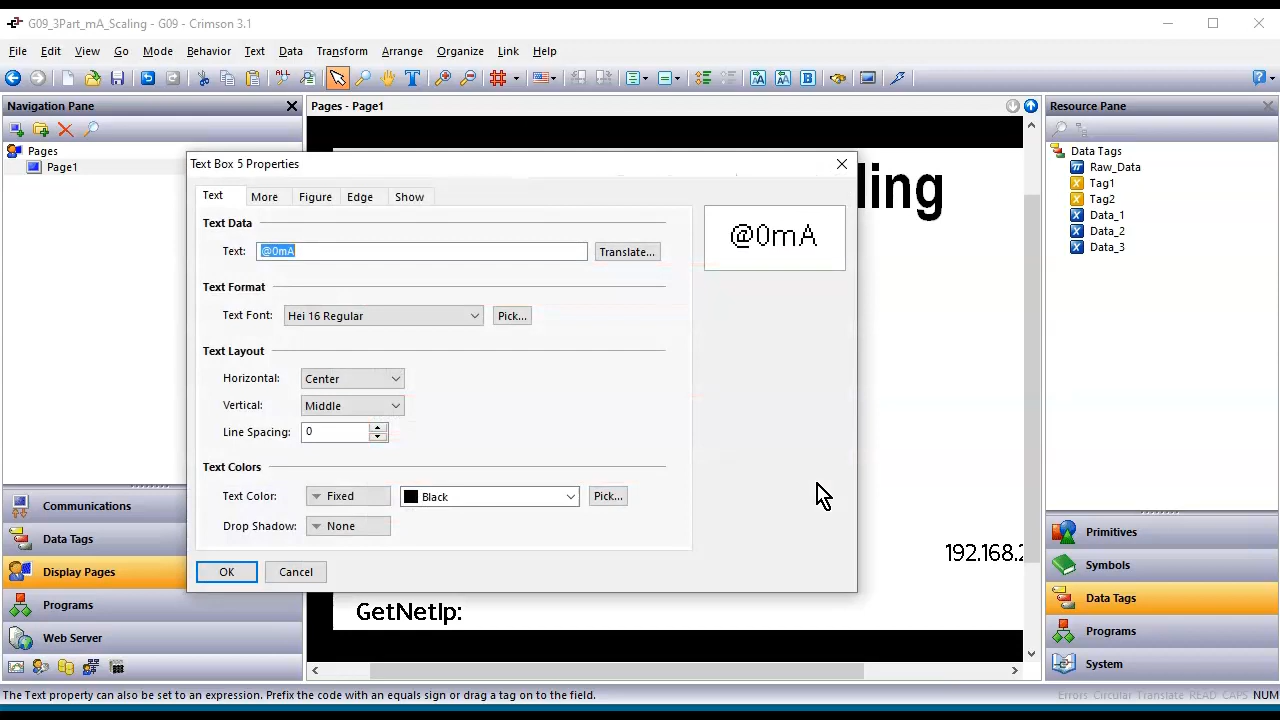 G09_3Part_mA_Scaling - G09 - Crimson 3.1
File Edit View Go Mode Behavior Text Data Transform Arrange Organize Link Help
Navigation Pane
Pages
Page1
Pages - Page1
ling
192.168.2
GetNetIp:
Text Box 5 Properties
Text More Figure Edge Show
Text Data
Text: @0mA Translate...
Text Format
Text Font: Hei 16 Regular Pick...
Text Layout
Horizontal: Center
Vertical: Middle
Line Spacing: 0
Text Colors
Text Color: Fixed Black Pick...
Drop Shadow: None
OK Cancel
@0mA
Communications
Data Tags
Display Pages
Programs
Web Server
Resource Pane
Data Tags
Raw_Data
Tag1
Tag2
Data_1
Data_2
Data_3
Primitives
Symbols
Data Tags
Programs
System
The Text property can also be set to an expression. Prefix the code with an equals sign or drag a tag on to the field.
Errors Circular Translate READ CAPS NUM